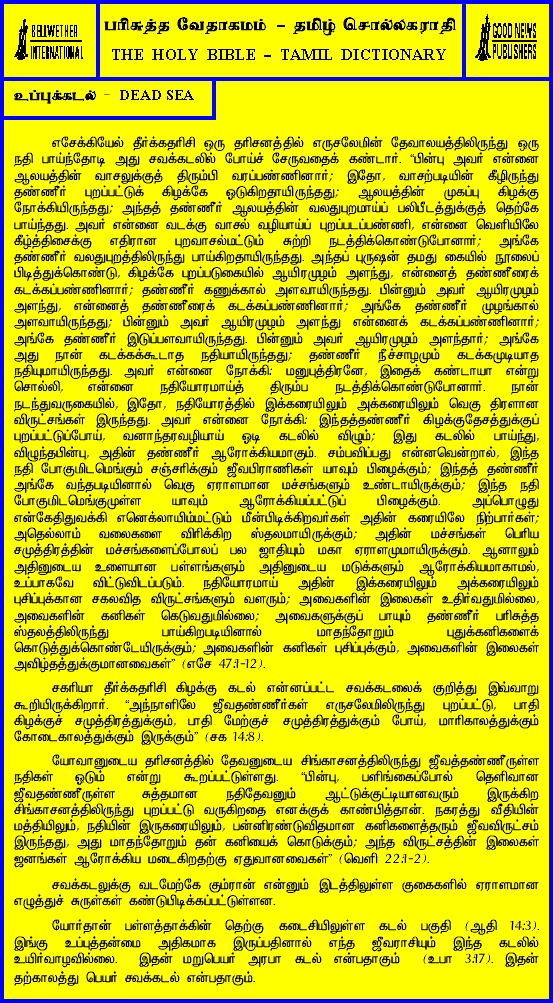 BELLWETHER
INTERNATIONAL
பரிசுத்த வேதாகமம் – தமிழ் சொல்லகராதி
THE HOLY BIBLE – TAMIL DICTIONARY
GOOD NEWS
PUBLISHERS
உப்புக்கடல் – DEAD SEA
எசேக்கியேல் தீர்க்கதரிசி ஒரு தரிசனத்தில் எருசலேமின் தேவாலயத்திலிருந்து ஒரு
நதி பாய்ந்தோடி அது சவக்கடலில் போய்ச் சேருவதைக் கண்டார். “பின்பு அவர் என்னை
ஆலயத்தின் வாசலுக்குத் திரும்பி வரப்பண்ணினார்; இதோ, வாசற்படியின் கீழிருந்து
தண்ணீர் புறப்பட்டுக் கிழக்கே ஓடுகிறதாயிருந்தது; ஆலயத்தின் முகப்பு கிழக்கு
நோக்கியிருந்தது; அந்தத் தண்ணீர் ஆலயத்தின் வலதுபுறமாய்ப் பலிபீடத்துக்குத் தெற்கே
பாய்ந்தது. அவர் என்னை வடக்கு வாசல் வழியாய்ப் புறப்படப்பண்ணி, என்னை வெளியிலே
கீழ்த்திசைக்கு எதிரான புறவாசல்மட்டும் சுற்றி நடத்திக்கொண்டுபோனார்; அங்கே
தண்ணீர் வலதுபுறத்திலிருந்து பாய்கிறதாயிருந்தது. அந்தப் புருஷன் தமது கையில் நூலைப்
பிடித்துக்கொண்டு, கிழக்கே புறப்படுகையில் ஆயிரமுழம் அளந்து, என்னைத் தண்ணீரைக்
கடக்கப்பண்ணினார்; தண்ணீர் கணுக்கால் அளவாயிருந்தது. பின்னும் அவர் ஆயிரமுழம்
அளந்து, என்னைத் தண்ணீரைக் கடக்கப்பண்ணினார்; அங்கே தண்ணீர் முழங்கால்
அளவாயிருந்தது; பின்னும் அவர் ஆயிரமுழம் அளந்து என்னைக் கடக்கப்பண்ணினார்;
அங்கே தண்ணீர் இடுப்பளவாயிருந்தது. பின்னும் அவர் ஆயிரமுழம் அளந்தார்; அங்கே
அது நான் கடக்கக்கூடாத நதியாயிருந்தது; தண்ணீர் நீச்சாழமும் கடக்கமுடியாத
நதியுமாயிருந்தது. அவர் என்னை நோக்கி: மனுபுத்திரனே, இதைக் கண்டாயா என்று
சொல்லி, என்னை நதியோரமாய்த் திரும்ப நடத்திக்கொண்டுபோனார். நான்
நடந்துவருகையில், இதோ, நதியோரத்தில் இக்கரையிலும் அக்கரையிலும் வெகு திரளான
விருட்சங்கள் இருந்தது. அவர் என்னை நோக்கி: இந்தத்தண்ணீர் கிழக்குதேசத்துக்குப்
புறப்பட்டுப்போய், வனாந்தரவழியாய் ஓடி கடலில் விழும்; இது கடலில் பாய்ந்து,
விழுந்தபின்பு, அதின் தண்ணீர் ஆரோக்கியமாகும். சம்பவிப்பது என்னவென்றால், இந்த
நதி போகுமிடமெங்கும் சஞ்சரிக்கும் ஜீவபிராணிகள் யாவும் பிழைக்கும்; இந்தத் தண்ணீர்
அங்கே வந்தபடியினால் வெகு ஏராளமான மச்சங்களும் உண்டாயிருக்கும்; இந்த நதி
போகுமிடமெங்குமுள்ள யாவும் ஆரோக்கியப்பட்டுப் பிழைக்கும். அப்பொழுது
என்கேதிதுவக்கி எனெக்லாயிம்மட்டும் மீன்பிடிக்கிறவர்கள் அதின் கரையிலே நிற்பார்கள்;
அதெல்லாம் வலைகளை விரிக்கிற ஸ்தலமாயிருக்கும்; அதின் மச்சங்கள் பெரிய
சமுத்திரத்தின் மச்சங்களைப்போலப் பல ஜாதியும் மகா ஏராளமுமாயிருக்கும். ஆனாலும்
அதினுடைய உளையான பள்ளங்களும் அதினுடைய மடுக்களும் ஆரோக்கியமாகாமல்,
உப்பாகவே விட்டுவிடப்படும். நதியோரமாய் அதின் இக்கரையிலும் அக்கரையிலும்
புசிப்புக்கான சகலவித விருட்சங்களும் வளரும்; அவைகளின் இலைகள் உதிர்வதுமில்லை,
அவைகளின் கனிகள் கெடுவதுமில்லை; அவைகளுக்குப் பாயும் தண்ணீர் பரிசுத்த
ஸ்தலத்திலிருந்து பாய்கிறபடியினால் மாதந்தோறும் புதுக்கனிகளைக்
கொடுத்துக்கொண்டேயிருக்கும்; அவைகளின் கனிகள் புசிப்புக்கும், அவைகளின் இலைகள்
அவிழ்தத்துக்குமானவைகள்” (எசே 47:1-12).
சகரியா தீர்க்கதரிசி கிழக்கு கடல் என்னப்பட்ட சவக்கடலைக் குறித்து இவ்வாறு
கூறியிருக்கிறார். “அந்நாளிலே ஜீவதண்ணீர்கள் எருசலேமிலிருந்து புறப்பட்டு, பாதி
கிழக்குச் சமுத்திரத்துக்கும், பாதி மேற்குச் சமுத்திரத்துக்கும் போய், மாரிகாலத்துக்கும்
கோடைகாலத்துக்கும் இருக்கும்” (சக 14:8).
யோவானுடைய தரிசனத்தில் தேவனுடைய சிங்காசனத்திலிருந்து ஜீவத்தண்ணீருள்ள
நதிகள் ஓடும் என்று கூறப்பட்டுள்ளது. “பின்பு, பளிங்கைப்போல் தெளிவான
ஜீவதண்ணீருள்ள சுத்தமான நதிதேவனும் ஆட்டுக்குட்டியானவரும் இருக்கிற
சிங்காசனத்திலிருந்து புறப்பட்டு வருகிறதை எனக்குக் காண்பித்தான். நகரத்து வீதியின்
மத்தியிலும், நதியின் இருகரையிலும், பன்னிரண்டுவிதமான கனிகளைத்தரும் ஜீவவிருட்சம்
இருந்தது, அது மாதந்தோறும் தன் கனியைக் கொடுக்கும்; அந்த விருட்சத்தின் இலைகள்
ஜனங்கள் ஆரோக்கிய மடைகிறதற்கு ஏதுவானவைகள்” (வெளி 22:1-2).
சவக்கடலுக்கு வடமேற்கே கும்ரான் என்னும் இடத்திலுள்ள குகைகளில் ஏராளமான
எழுத்துச் சுருள்கள் கண்டுபிடிக்கப்பட்டுள்ளன.
யோர்தான் பள்ளத்தாக்கின் தெற்கு கடைசியிலுள்ள கடல் பகுதி (ஆதி 14:3).
இங்கு உப்புத்தன்மை அதிகமாக இருப்பதினால் எந்த ஜீவராசியும் இந்த கடலில்
உயிர்வாழவில்லை. இதன் மறுபெயர் அரபா கடல் என்பதாகும் (உபா 3:17). இதன்
தற்காலத்து பெயர் சவக்கடல் என்பதாகும்.